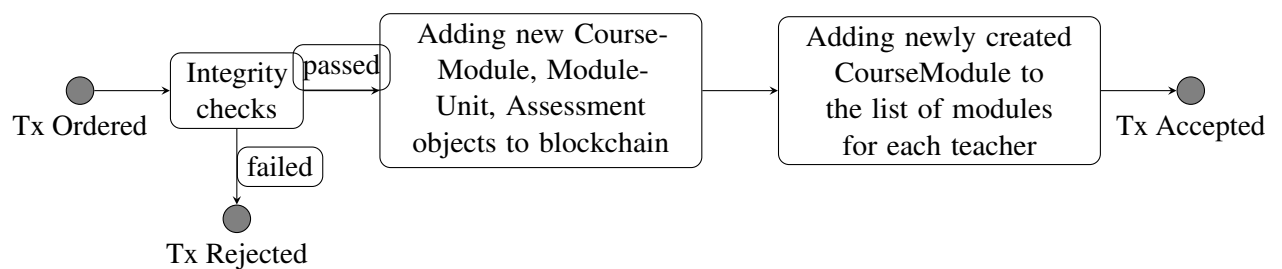 Tx Ordered
Integrity
checks
passed
failed
Tx Rejected
Adding new Course-
Module, Module-
Unit, Assessment
objects to blockchain
Adding newly created
CourseModule to
the list of modules
for each teacher
Tx Accepted